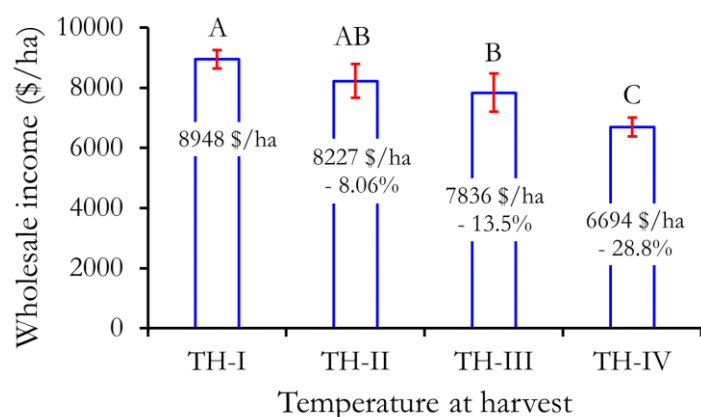 Wholesale income ($/ha)
10000
8000
6000
4000
2000
0
A
AB
B
C
8948 $/ha
8227 $/ha
- 8.06%
7836 $/ha
- 13.5%
6694 $/ha
- 28.8%
TH-I
TH-II
TH-III
TH-IV
Temperature at harvest